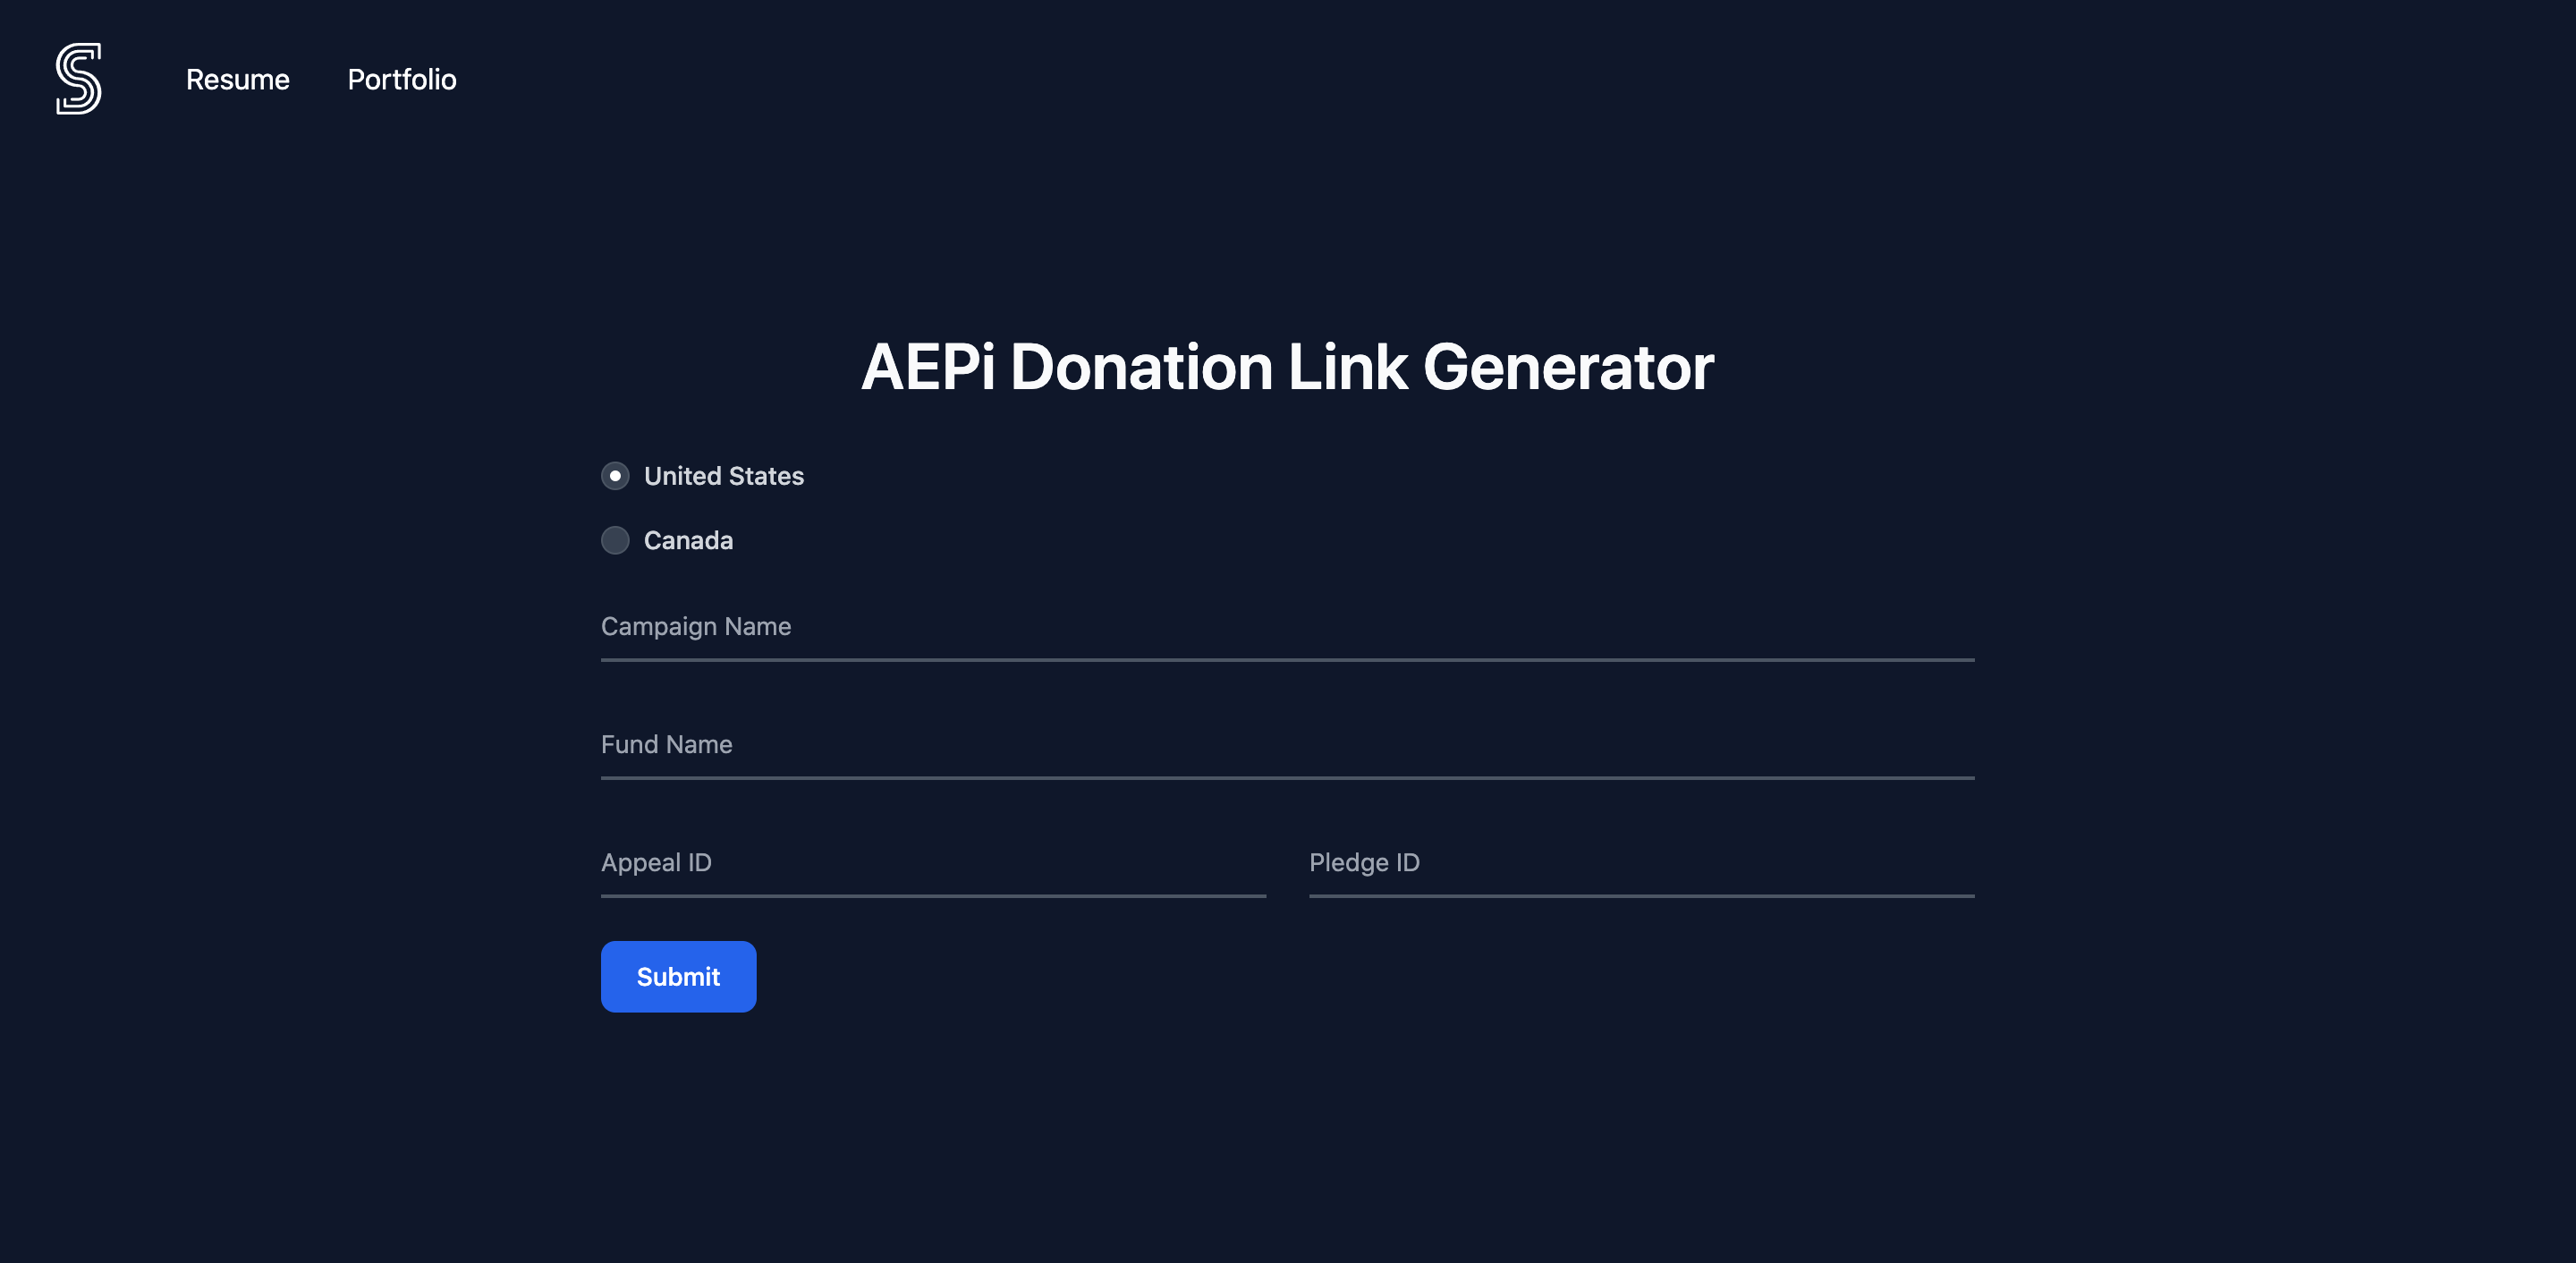 S
Resume Portfolio
AEPi Donation Link Generator
United States
Canada
Campaign Name
Fund Name
Appeal ID Pledge ID
Submit